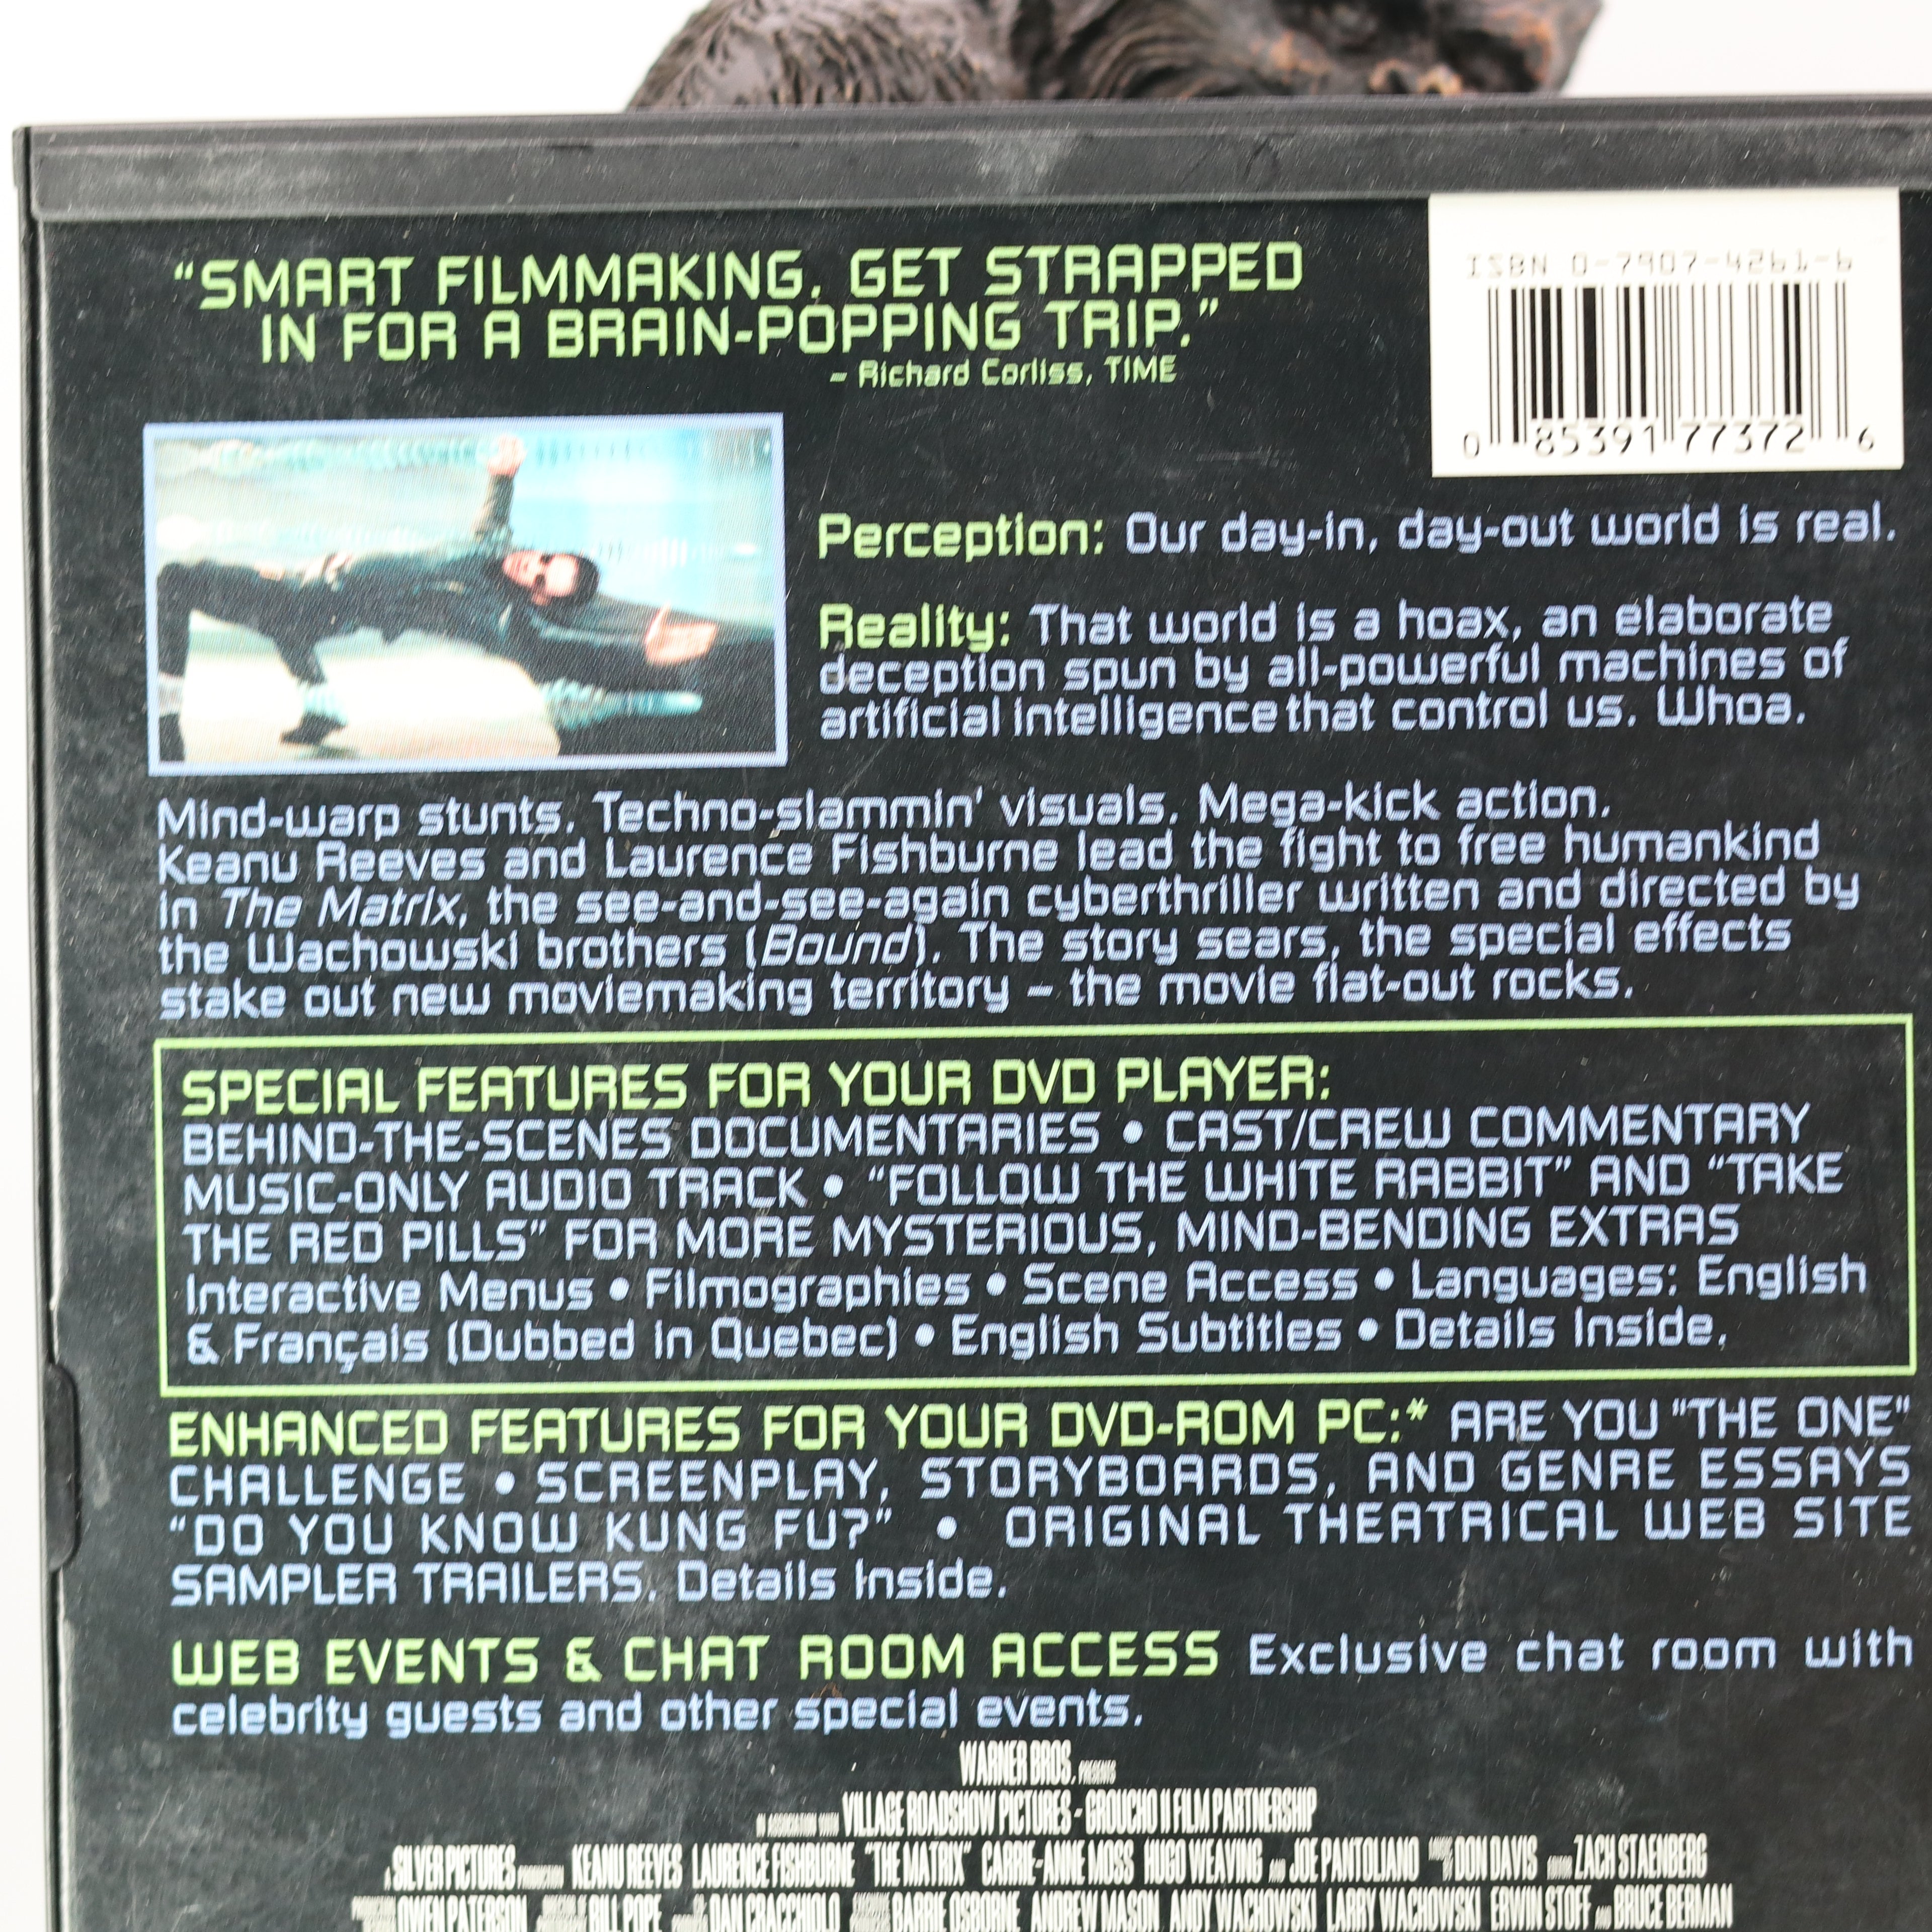 “SMART FILMMAKING. GET STRAPPED
IN FOR A BRAIN-POPPING TRIP.”
– Richard Corliss, TIME
ISBN 0-7907-4261-6
0 85391 77372 6
Perception: Our day-in, day-out world is real.
Reality: That world is a hoax, an elaborate
deception spun by all-powerful machines of
artificial intelligence that control us. Whoa.
Mind-warp stunts. Techno-slammin' visuals. Mega-kick action.
Keanu Reeves and Laurence Fishburne lead the fight to free humankind
in The Matrix, the see-and-see-again cyberthriller written and directed by
the Wachowski brothers (Bound). The story sears, the special effects
stake out new moviemaking territory – the movie flat-out rocks.
SPECIAL FEATURES FOR YOUR DVD PLAYER:
BEHIND-THE-SCENES DOCUMENTARIES • CAST/CREW COMMENTARY
MUSIC-ONLY AUDIO TRACK • “FOLLOW THE WHITE RABBIT” AND “TAKE
THE RED PILLS” FOR MORE MYSTERIOUS, MIND-BENDING EXTRAS
Interactive Menus • Filmographies • Scene Access • Languages: English
& Français (Dubbed in Quebec) • English Subtitles • Details Inside.
ENHANCED FEATURES FOR YOUR DVD-ROM PC:* ARE YOU "THE ONE"
CHALLENGE • SCREENPLAY, STORYBOARDS, AND GENRE ESSAYS
“DO YOU KNOW KUNG FU?” • ORIGINAL THEATRICAL WEB SITE
SAMPLER TRAILERS. Details Inside.
WEB EVENTS & CHAT ROOM ACCESS Exclusive chat room with
celebrity guests and other special events.
WARNER BROS. PRESENTS
IN ASSOCIATION WITH VILLAGE ROADSHOW PICTURES - GROUCHO II FILM PARTNERSHIP
A SILVER PICTURES PRODUCTION KEANU REEVES LAURENCE FISHBURNE "THE MATRIX" CARRIE-ANNE MOSS HUGO WEAVING AND JOE PANTOLIANO DON DAVIS ZACH STAENBERG
OWEN PATERSON BILL POPE DAN CRACCHIOLO BARRIE OSBORNE ANDREW MASON ANDY WACHOWSKI LARRY WACHOWSKI ERWIN STOFF AND BRUCE BERMAN